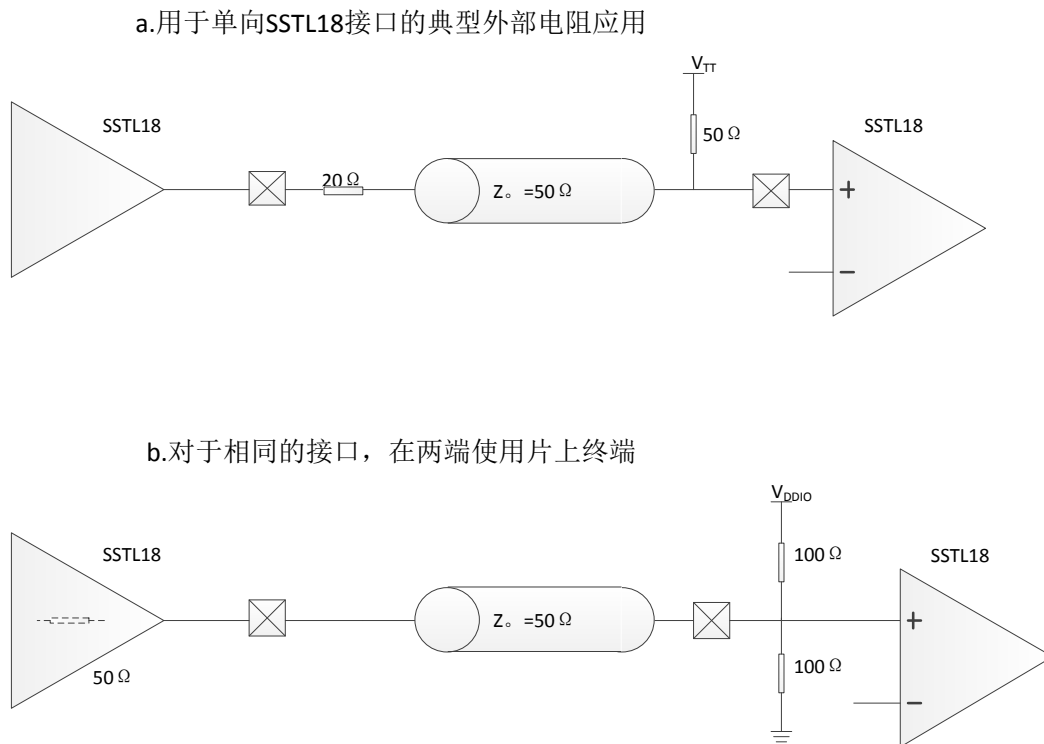 a.用于单向SSTL18接口的典型外部电阻应用
VTT
SSTL18
50Ω
SSTL18
20Ω
Z。=50Ω
+
−
b.对于相同的接口，在两端使用片上终端
VDDIO
SSTL18
100Ω
SSTL18
Z。=50Ω
+
50Ω
100Ω
−